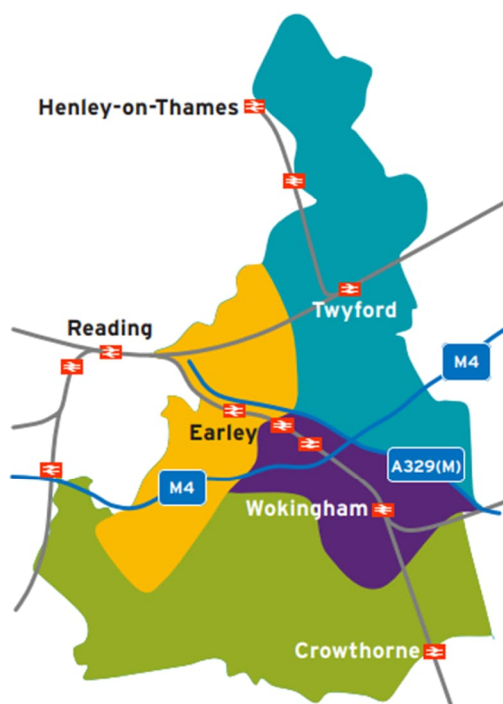 Henley-on-Thames
Twyford
Reading
M4
Earley
A329(M)
M4
Wokingham
Crowthorne